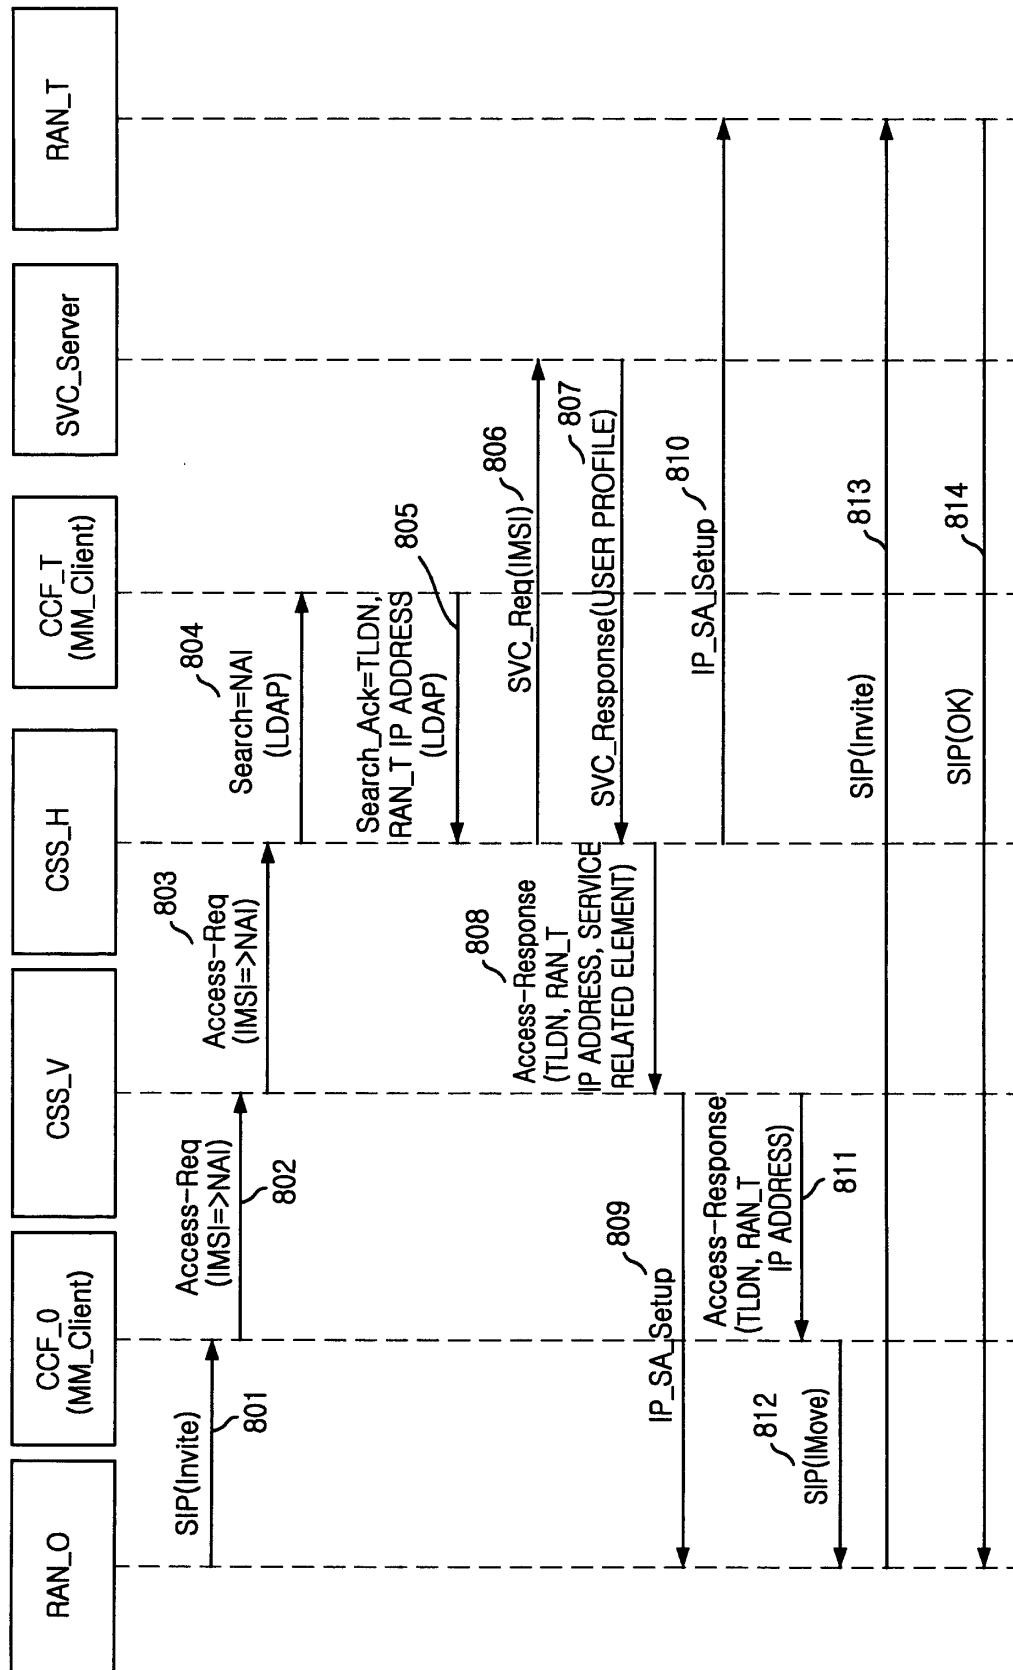 RAN_O
CCF_0
(MM_Client)
CSS_V
CSS_H
CCF_T
(MM_Client)
SVC_Server
RAN_T
SIP(Invite)
801
Access-Req
(IMSI=>NAI)
802
803
Access-Req
(IMSI=>NAI)
804
Search=NAI
(LDAP)
Search_Ack=TLDN,
RAN_T IP ADDRESS
(LDAP)
805
SVC_Req(IMSI)
806
SVC_Response(USER PROFILE)
807
808
Access-Response
(TLDN, RAN_T
IP ADDRESS, SERVICE
RELATED ELEMENT)
IP_SA_Setup
809
IP_SA_Setup
810
Access-Response
(TLDN, RAN_T
IP ADDRESS)
811
812
SIP(IMove)
SIP(Invite)
813
SIP(OK)
814